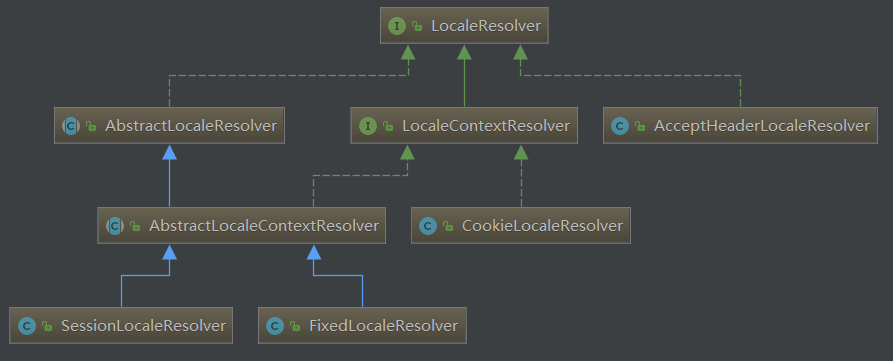 I LocaleResolver
C AbstractLocaleResolver
I LocaleContextResolver
C AcceptHeaderLocaleResolver
C AbstractLocaleContextResolver
C CookieLocaleResolver
C SessionLocaleResolver
C FixedLocaleResolver